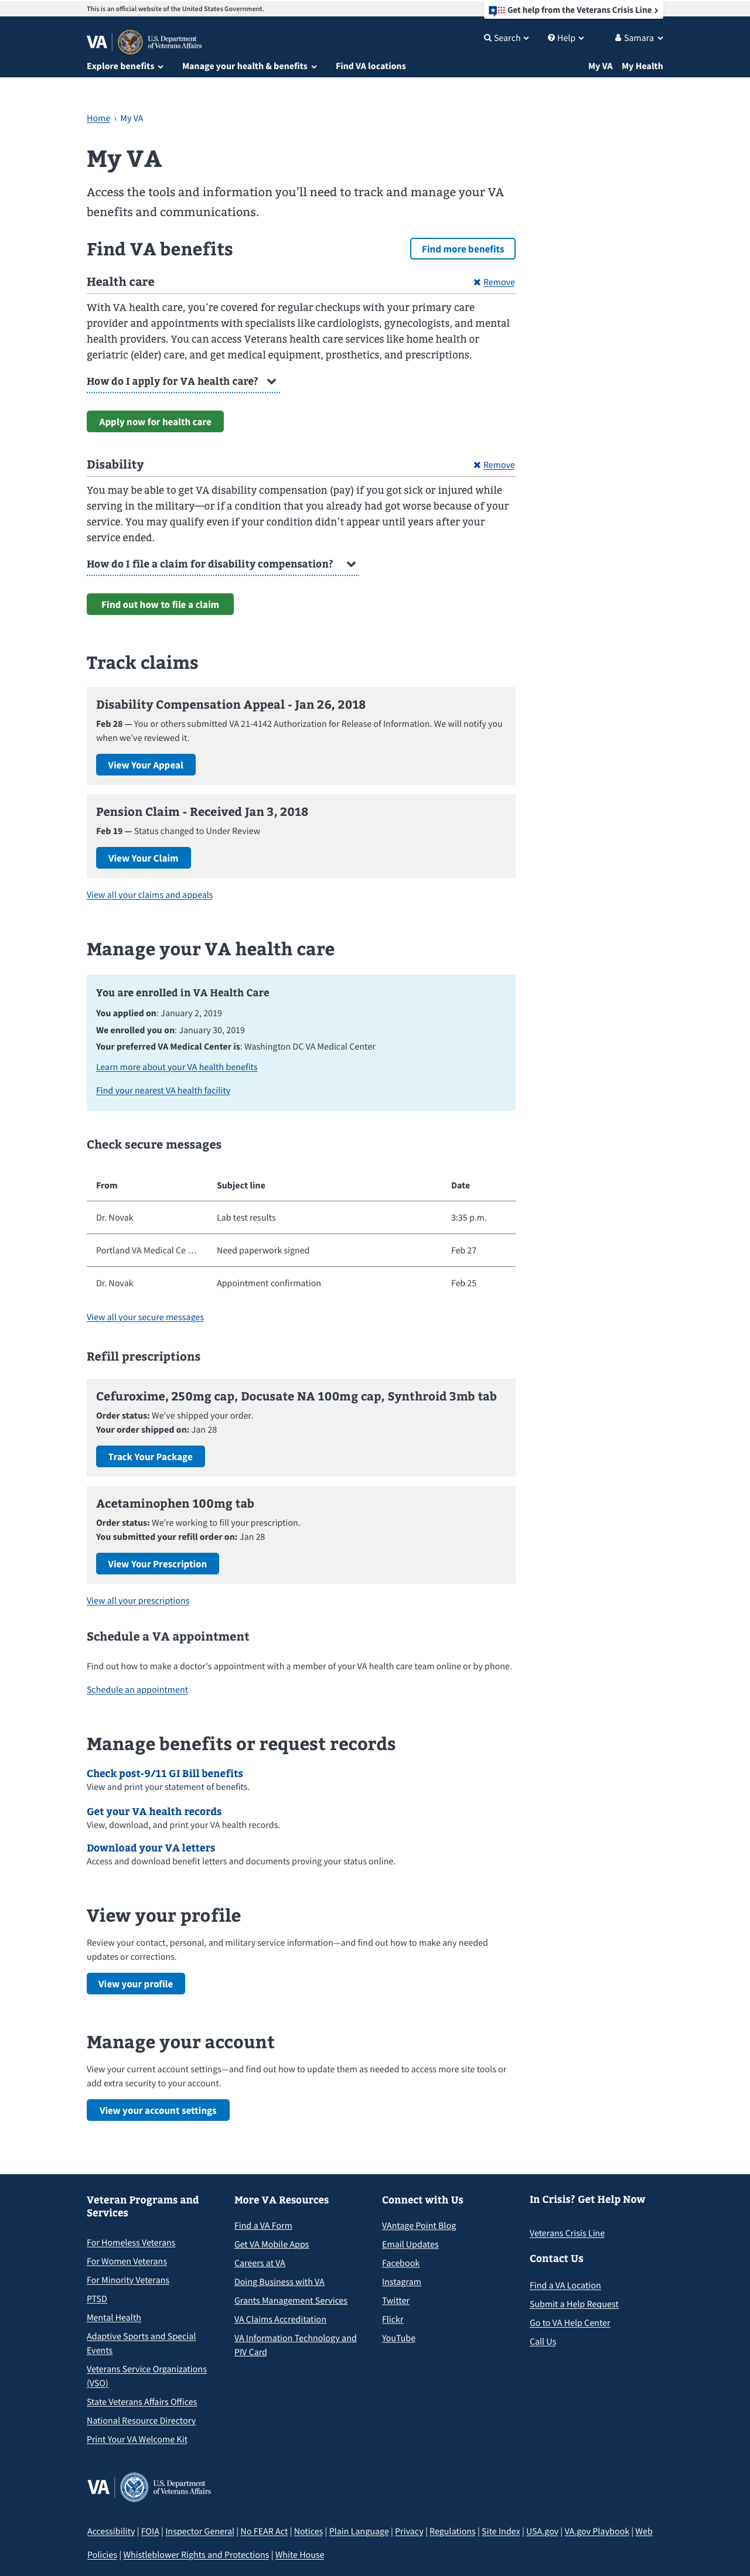 This is an official website of the United States Government.
Get help from the Veterans Crisis Line
VA
U.S. Department
of Veterans Affairs
Search
Help
Samara
Explore benefits
Manage your health & benefits
Find VA locations
My VA
My Health
Home › My VA
My VA
Access the tools and information you’ll need to track and manage your VA
benefits and communications.
Find VA benefits
Find more benefits
Health care
Remove
With VA health care, you’re covered for regular checkups with your primary care
provider and appointments with specialists like cardiologists, gynecologists, and mental
health providers. You can access Veterans health care services like home health or
geriatric (elder) care, and get medical equipment, prosthetics, and prescriptions.
How do I apply for VA health care?
Apply now for health care
Disability
Remove
You may be able to get VA disability compensation (pay) if you got sick or injured while
serving in the military—or if a condition that you already had got worse because of your
service. You may qualify even if your condition didn’t appear until years after your
service ended.
How do I file a claim for disability compensation?
Find out how to file a claim
Track claims
Disability Compensation Appeal - Jan 26, 2018
Feb 28 — You or others submitted VA 21-4142 Authorization for Release of Information. We will notify you
when we’ve reviewed it.
View Your Appeal
Pension Claim - Received Jan 3, 2018
Feb 19 — Status changed to Under Review
View Your Claim
View all your claims and appeals
Manage your VA health care
You are enrolled in VA Health Care
You applied on: January 2, 2019
We enrolled you on: January 30, 2019
Your preferred VA Medical Center is: Washington DC VA Medical Center
Learn more about your VA health benefits
Find your nearest VA health facility
Check secure messages
From Subject line Date
Dr. Novak Lab test results 3:35 p.m.
Portland VA Medical Ce … Need paperwork signed Feb 27
Dr. Novak Appointment confirmation Feb 25
View all your secure messages
Refill prescriptions
Cefuroxime, 250mg cap, Docusate NA 100mg cap, Synthroid 3mb tab
Order status: We’ve shipped your order.
Your order shipped on: Jan 28
Track Your Package
Acetaminophen 100mg tab
Order status: We’re working to fill your prescription.
You submitted your refill order on: Jan 28
View Your Prescription
View all your prescriptions
Schedule a VA appointment
Find out how to make a doctor’s appointment with a member of your VA health care team online or by phone.
Schedule an appointment
Manage benefits or request records
Check post-9/11 GI Bill benefits
View and print your statement of benefits.
Get your VA health records
View, download, and print your VA health records.
Download your VA letters
Access and download benefit letters and documents proving your status online.
View your profile
Review your contact, personal, and military service information—and find out how to make any needed
updates or corrections.
View your profile
Manage your account
View your current account settings—and find out how to update them as needed to access more site tools or
add extra security to your account.
View your account settings
Veteran Programs and
Services
For Homeless Veterans
For Women Veterans
For Minority Veterans
PTSD
Mental Health
Adaptive Sports and Special
Events
Veterans Service Organizations
(VSO)
State Veterans Affairs Offices
National Resource Directory
Print Your VA Welcome Kit
More VA Resources
Find a VA Form
Get VA Mobile Apps
Careers at VA
Doing Business with VA
Grants Management Services
VA Claims Accreditation
VA Information Technology and
PIV Card
Connect with Us
VAntage Point Blog
Email Updates
Facebook
Instagram
Twitter
Flickr
YouTube
In Crisis? Get Help Now
Veterans Crisis Line
Contact Us
Find a VA Location
Submit a Help Request
Go to VA Help Center
Call Us
VA
U.S. Department
of Veterans Affairs
Accessibility | FOIA | Inspector General | No FEAR Act | Notices | Plain Language | Privacy | Regulations | Site Index | USA.gov | VA.gov Playbook | Web
Policies | Whistleblower Rights and Protections | White House